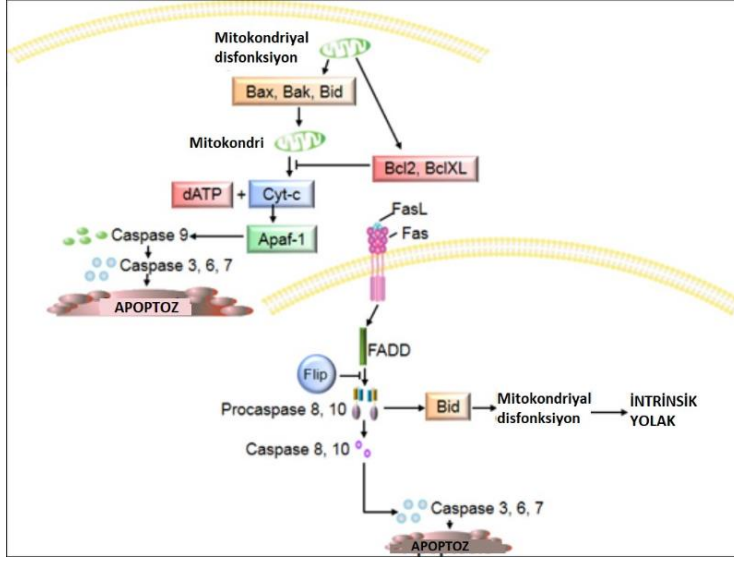 Mitokondriyal
disfonksiyon
Bax, Bak, Bid
Mitokondri
Bcl2, BclXL
dATP + Cyt-c
FasL
Fas
Caspase 9
Apaf-1
Caspase 3, 6, 7
APOPTOZ
FADD
Flip
Procaspase 8, 10
Bid
Mitokondriyal
disfonksiyon
İNTRİNSİK
YOLAK
Caspase 8, 10
Caspase 3, 6, 7
APOPTOZ